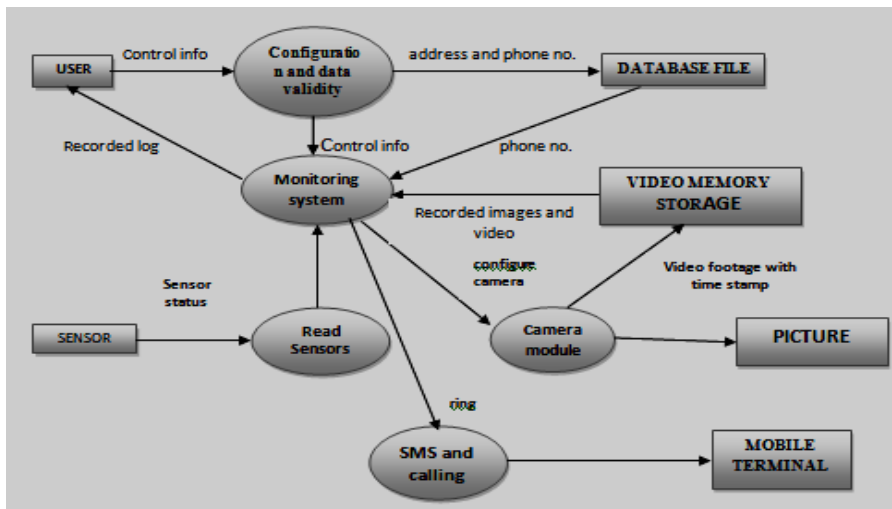 Control info
Configuratio
n and data
validity
address and phone no.
USER
DATABASE FILE
Recorded log
Control info
phone no.
Monitoring
system
VIDEO MEMORY
STORAGE
Recorded images and
video
configure
camera
Video footage with
time stamp
Sensor
status
SENSOR
Read
Sensors
Camera
module
PICTURE
ring
SMS and
calling
MOBILE
TERMINAL